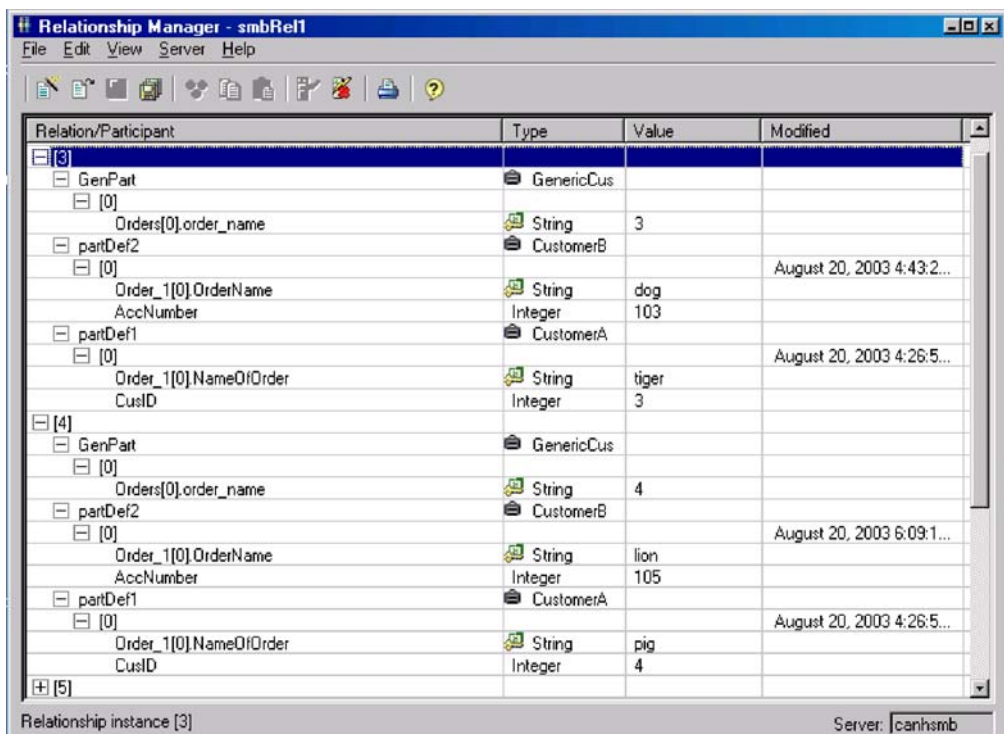 Relationship Manager - smbRel1
File Edit View Server Help
Relation/Participant Type Value Modified
[3]
GenPart GenericCus
[0]
Orders[0].order_name String 3
partDef2 CustomerB
[0] August 20, 2003 4:43:2...
Order_1[0].OrderName String dog
AccNumber Integer 103
partDef1 CustomerA
[0] August 20, 2003 4:26:5...
Order_1[0].NameOfOrder String tiger
CusID Integer 3
[4]
GenPart GenericCus
[0]
Orders[0].order_name String 4
partDef2 CustomerB
[0] August 20, 2003 6:09:1...
Order_1[0].OrderName String lion
AccNumber Integer 105
partDef1 CustomerA
[0] August 20, 2003 4:26:5...
Order_1[0].NameOfOrder String pig
CusID Integer 4
[5]
Relationship instance [3] Server: canhsmb